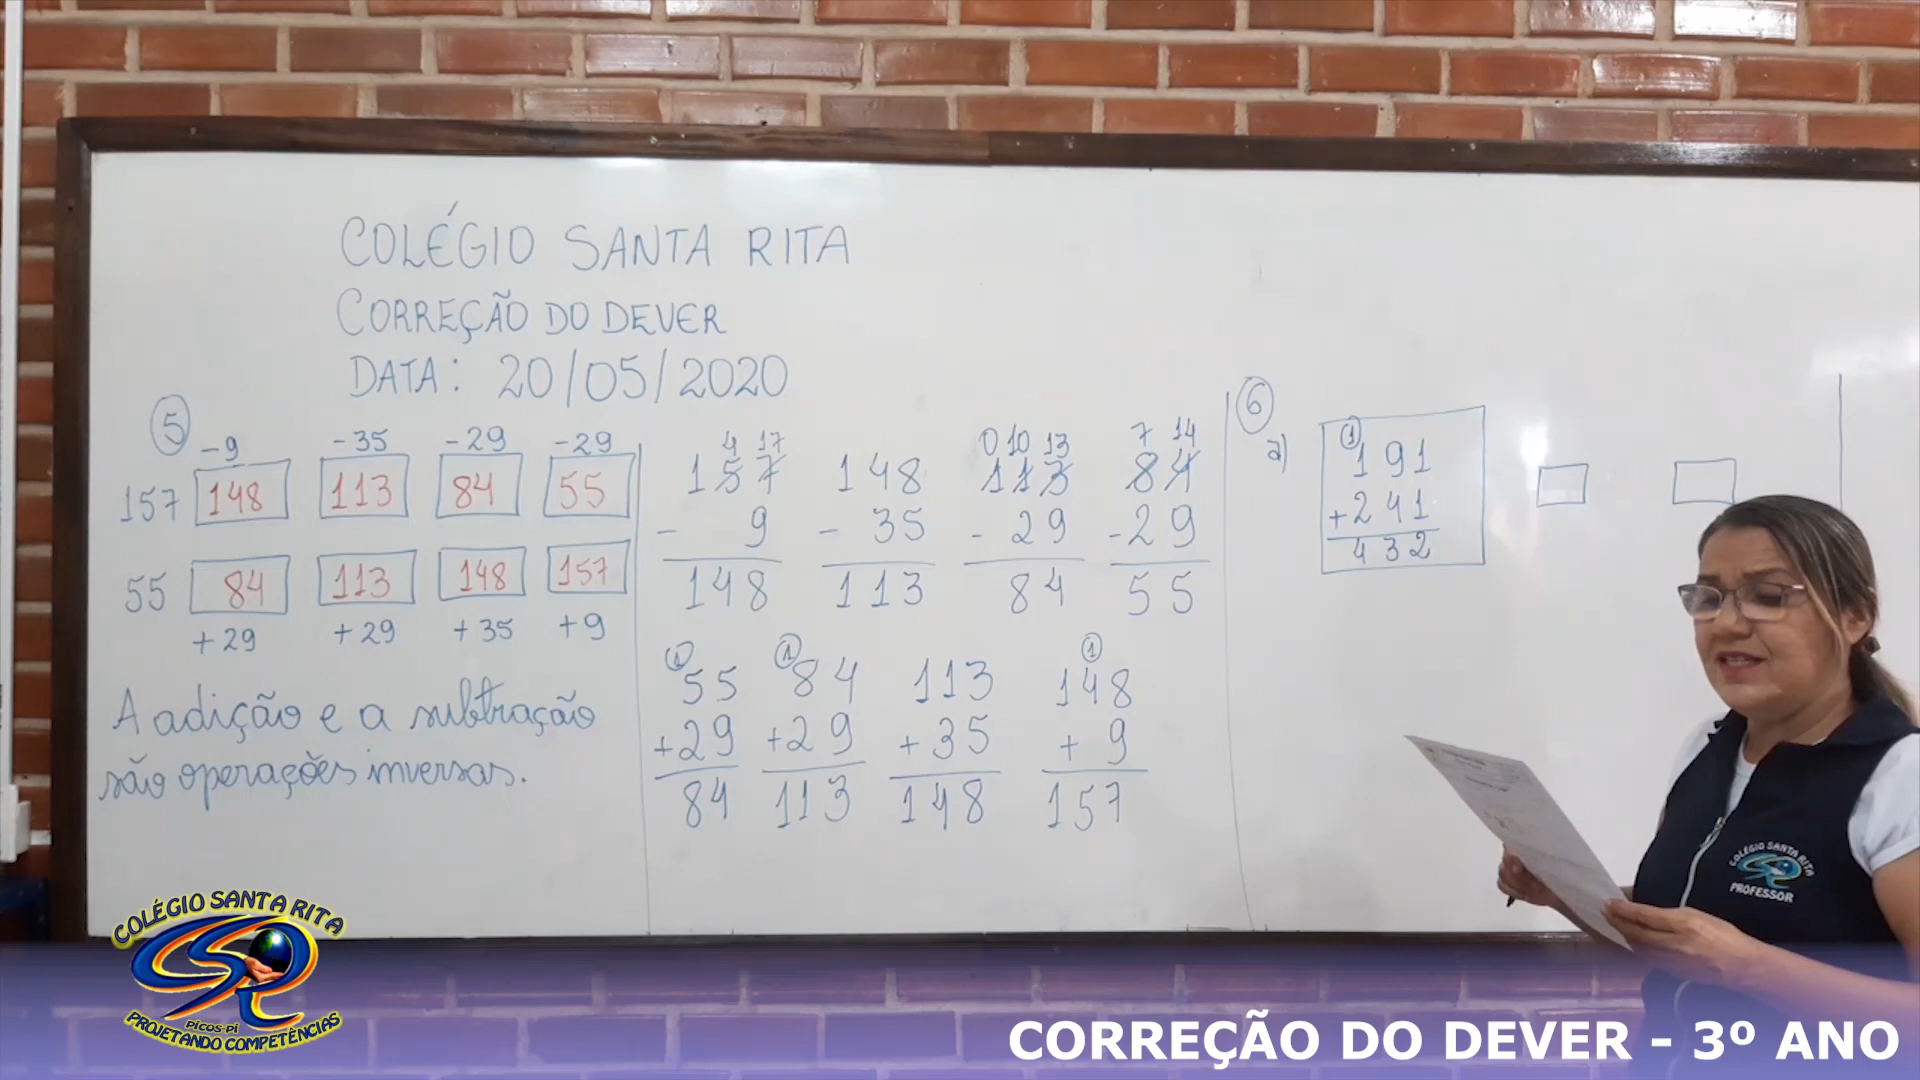 COLÉGIO SANTA RITA
CORREÇÃO DO DEVER
DATA: 20/05/2020
5
-9 -35 -29 -29
157 148 113 84 55
55 84 113 148 157
+29 +29 +35 +9
A adição e a subtração
são operações inversas.
4 17 0 10 13 7 14
157 148 113 84
- 9 - 35 - 29 - 29
148 113 84 55
1 1 1
55 84 113 148
+29 +29 +35 + 9
84 113 148 157
6
a)
1
191
+241
432
COLÉGIO SANTA RITA
PROFESSOR
COLÉGIO SANTA RITA
PICOS-PI
PROJETANDO COMPETÊNCIAS
CORREÇÃO DO DEVER - 3º ANO